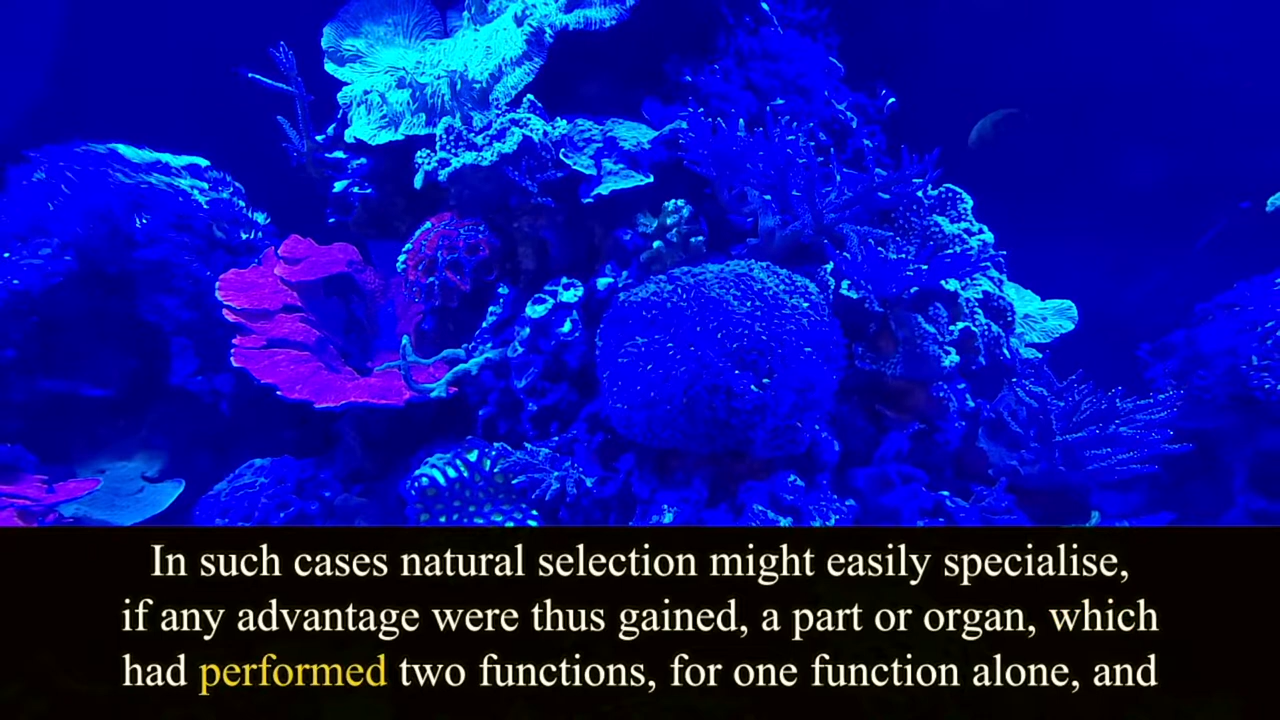 In such cases natural selection might easily specialise,
if any advantage were thus gained, a part or organ, which
had performed two functions, for one function alone, and